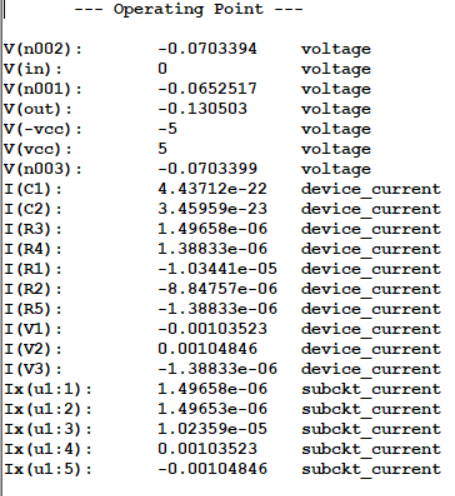 --- Operating Point ---
V(n002): -0.0703394 voltage
V(in): 0 voltage
V(n001): -0.0652517 voltage
V(out): -0.130503 voltage
V(-vcc): -5 voltage
V(vcc): 5 voltage
V(n003): -0.0703399 voltage
I(C1): 4.43712e-22 device_current
I(C2): 3.45959e-23 device_current
I(R3): 1.49658e-06 device_current
I(R4): 1.38833e-06 device_current
I(R1): -1.03441e-05 device_current
I(R2): -8.84757e-06 device_current
I(R5): -1.38833e-06 device_current
I(V1): -0.00103523 device_current
I(V2): 0.00104846 device_current
I(V3): -1.38833e-06 device_current
Ix(u1:1): 1.49658e-06 subckt_current
Ix(u1:2): 1.49653e-06 subckt_current
Ix(u1:3): 1.02359e-05 subckt_current
Ix(u1:4): 0.00103523 subckt_current
Ix(u1:5): -0.00104846 subckt_current